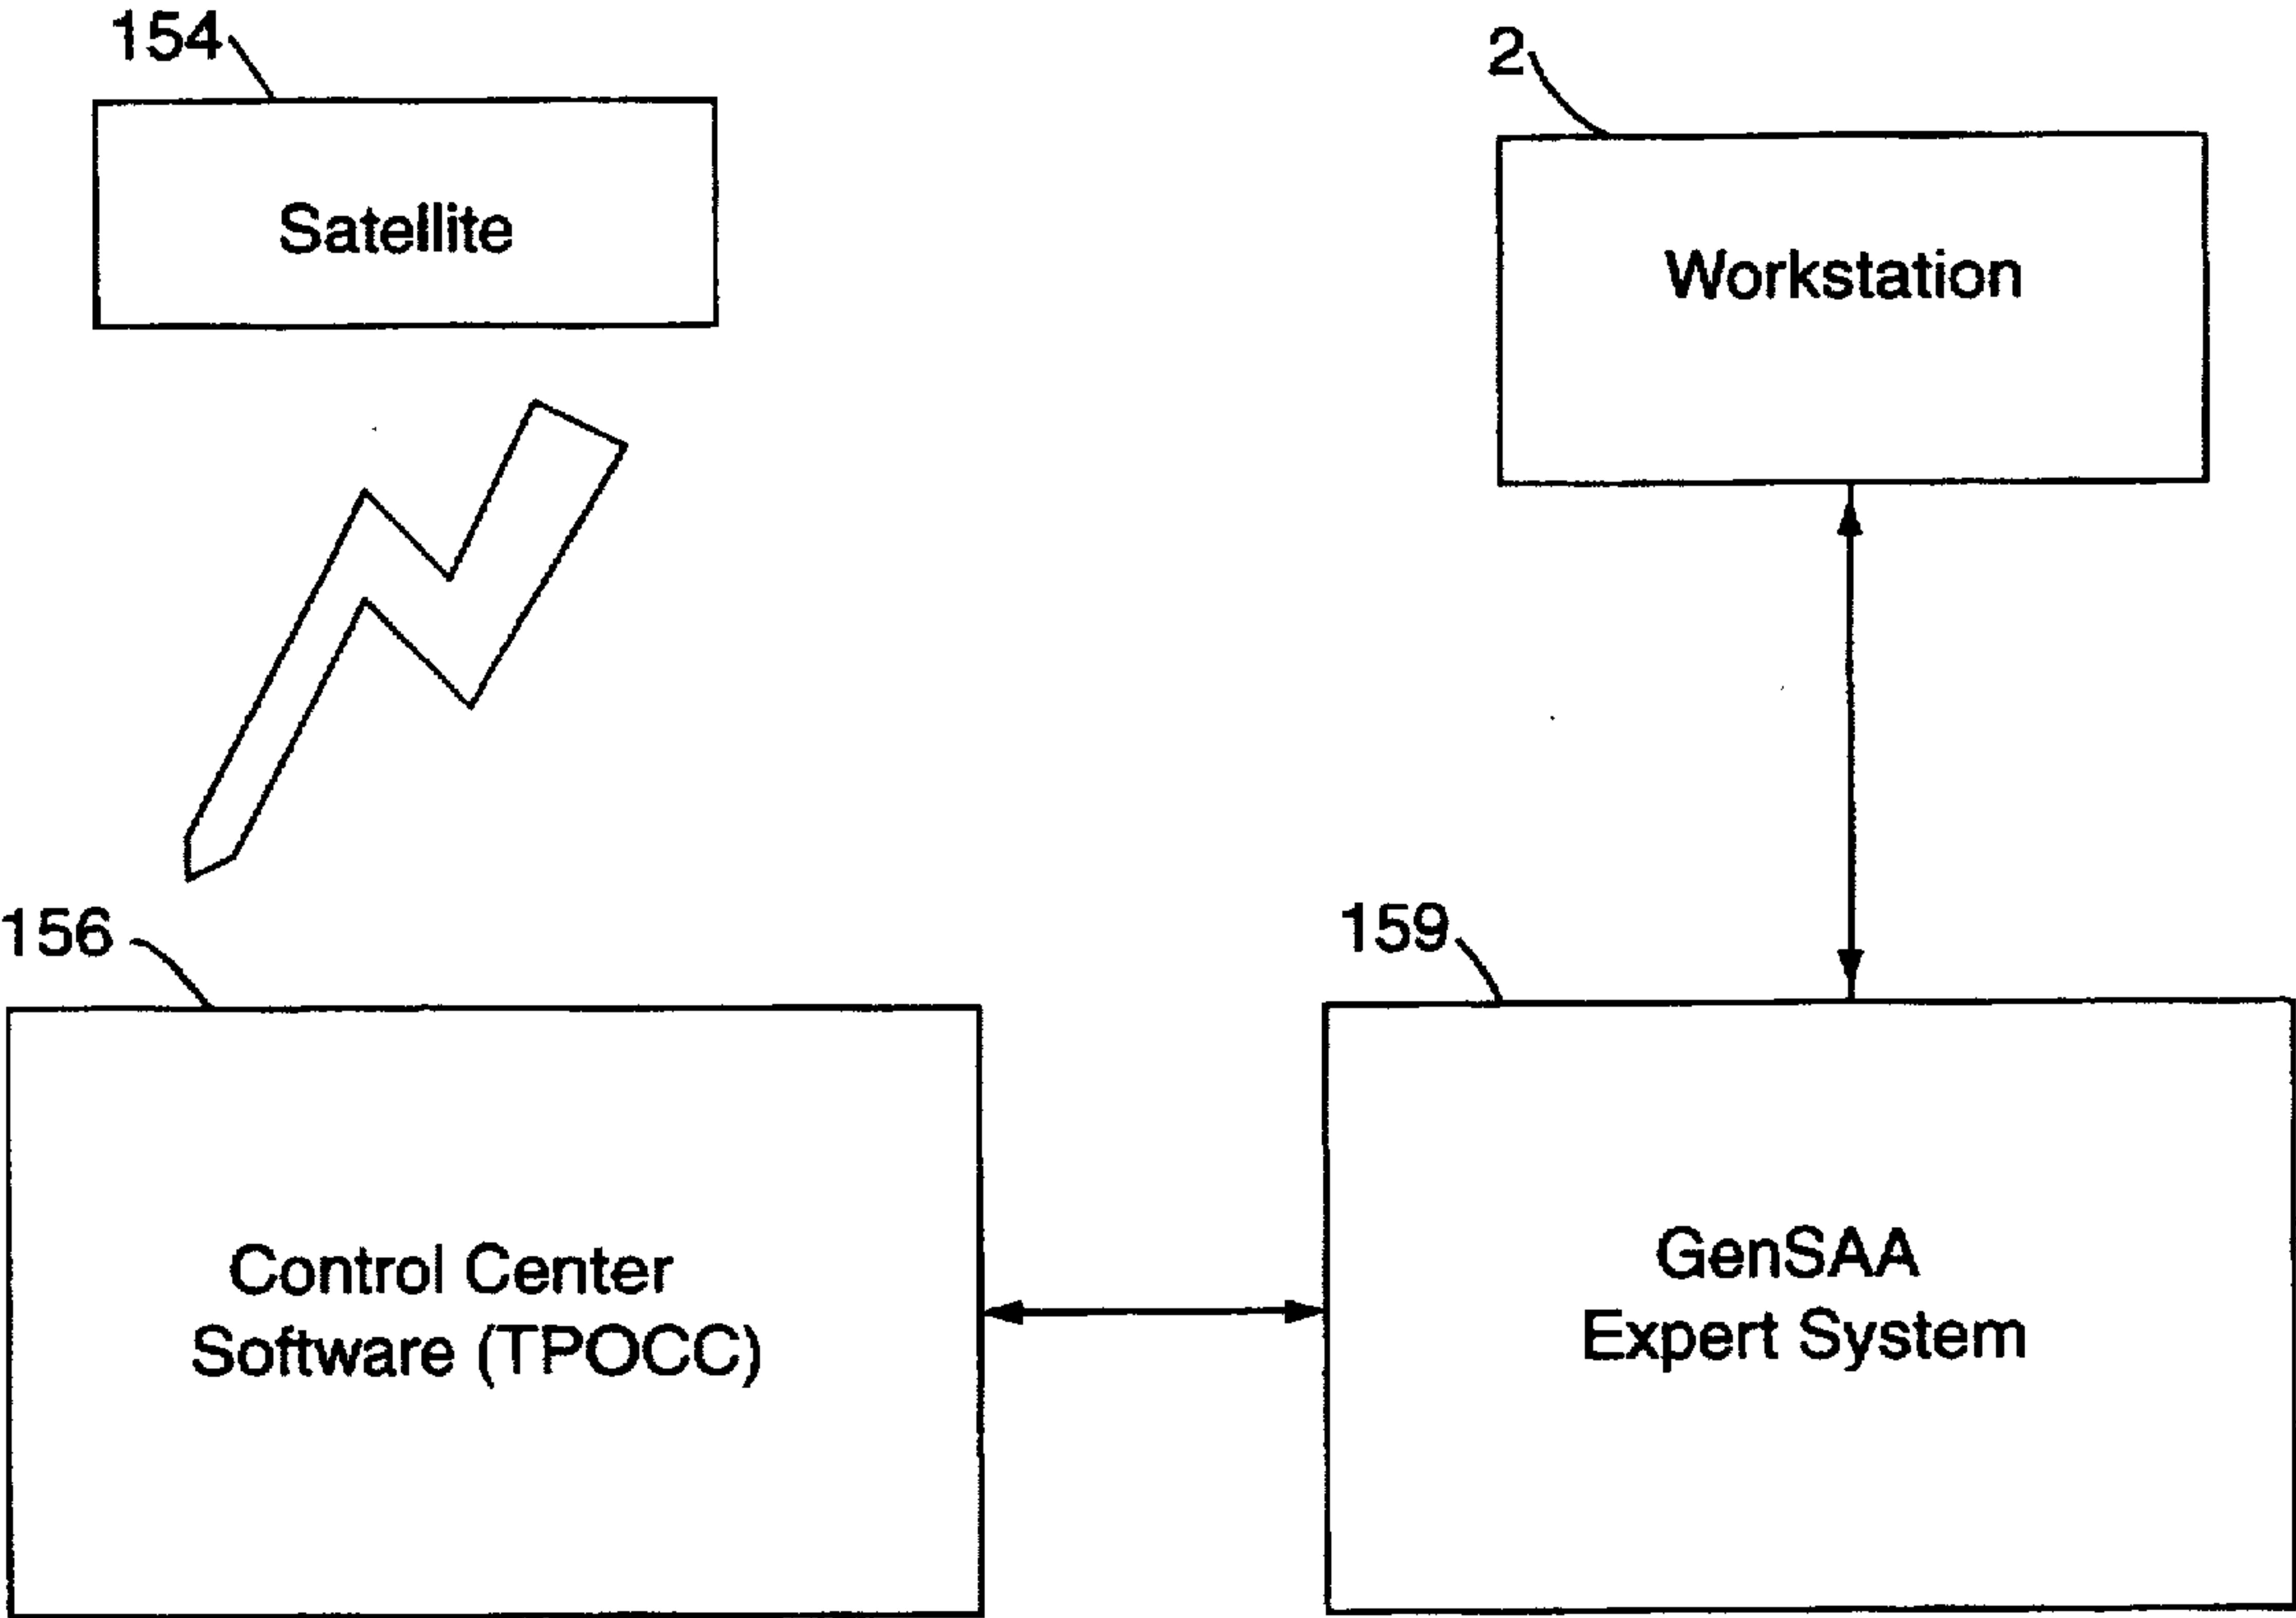 154
Satellite
2
Workstation
156
Control Center
Software (TPOCC)
159
GenSAA
Expert System